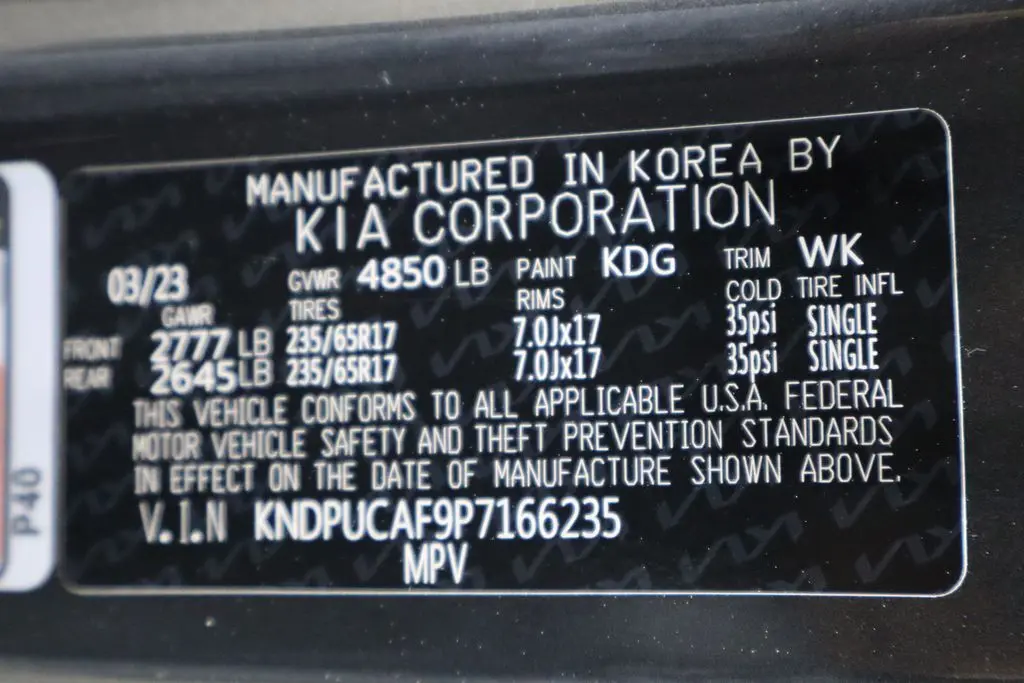 MANUFACTURED IN KOREA BY
KIA CORPORATION
03/23 GVWR 4850 LB PAINT KDG TRIM WK
GAWR TIRES RIMS COLD TIRE INFL
FRONT 2777 LB 235/65R17 7.0Jx17 35psi SINGLE
REAR 2645 LB 235/65R17 7.0Jx17 35psi SINGLE
THIS VEHICLE CONFORMS TO ALL APPLICABLE U.S.A. FEDERAL
MOTOR VEHICLE SAFETY AND THEFT PREVENTION STANDARDS
IN EFFECT ON THE DATE OF MANUFACTURE SHOWN ABOVE.
V.I.N KNDPUCAF9P7166235
MPV
P40